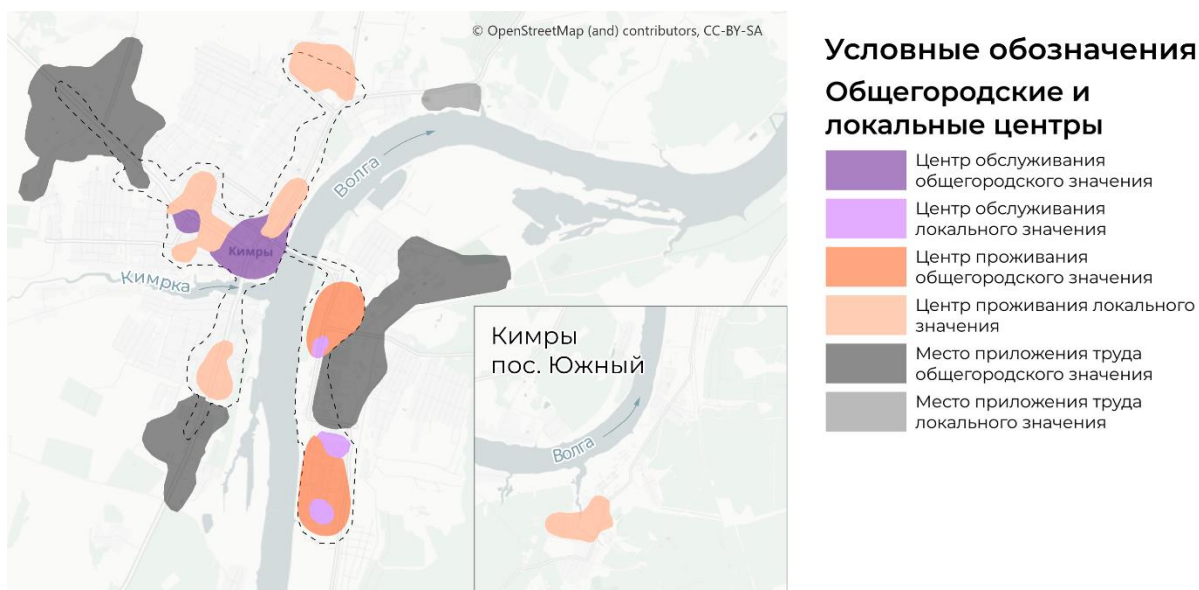 © OpenStreetMap (and) contributors, CC-BY-SA
Волга
Кимры
Кимрка
Кимры
пос. Южный
Волга
Условные обозначения
Общегородские и
локальные центры
Центр обслуживания
общегородского значения
Центр обслуживания
локального значения
Центр проживания
общегородского значения
Центр проживания локального
значения
Место приложения труда
общегородского значения
Место приложения труда
локального значения